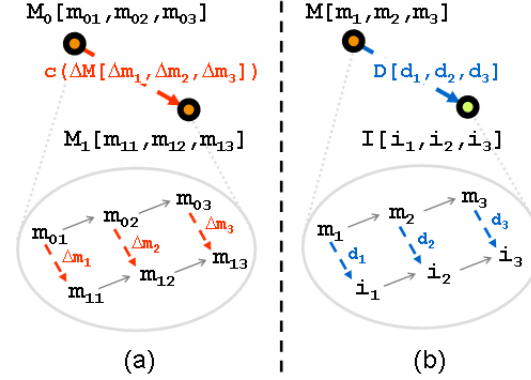 M₀[m₀₁,m₀₂,m₀₃]
c(ΔM[Δm₁,Δm₂,Δm₃])
M₁[m₁₁,m₁₂,m₁₃]
m₀₁ m₀₂ m₀₃
Δm₁ Δm₂ Δm₃
m₁₁ m₁₂ m₁₃
(a)
M[m₁,m₂,m₃]
D[d₁,d₂,d₃]
I[i₁,i₂,i₃]
m₁ m₂ m₃
d₁ d₂ d₃
i₁ i₂ i₃
(b)